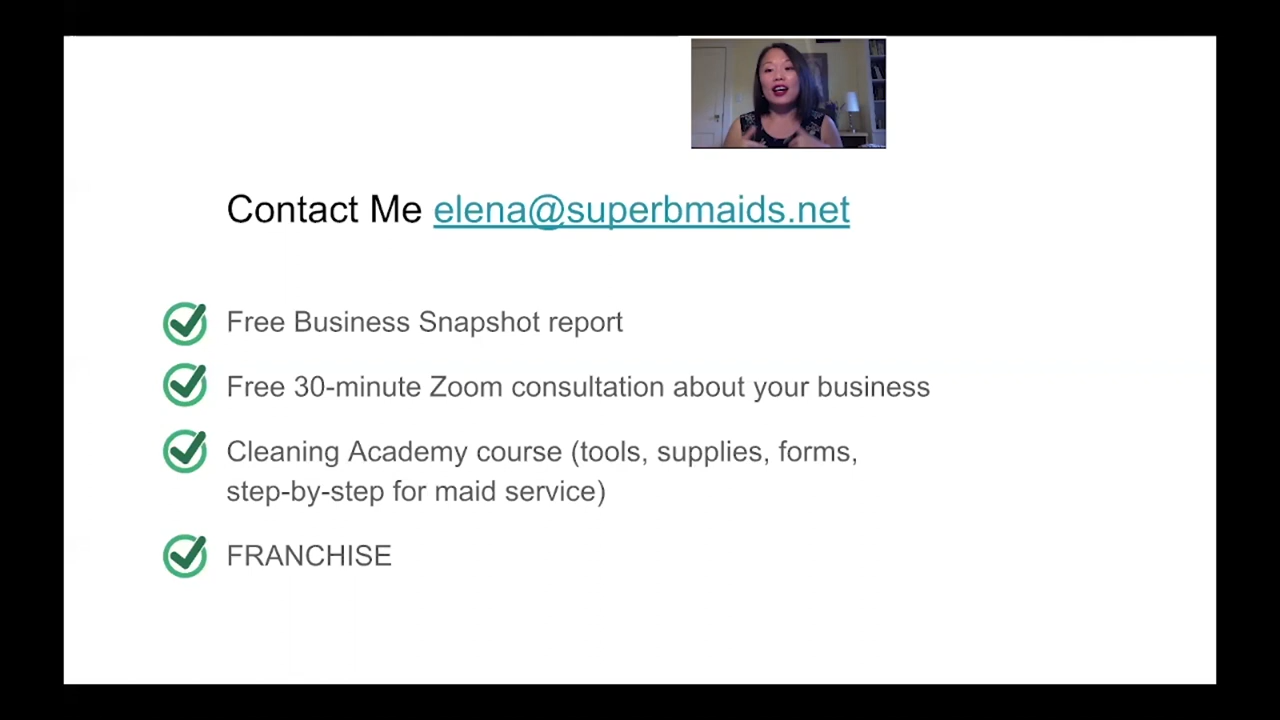 Contact Me elena@superbmaids.net
Free Business Snapshot report
Free 30-minute Zoom consultation about your business
Cleaning Academy course (tools, supplies, forms,
step-by-step for maid service)
FRANCHISE